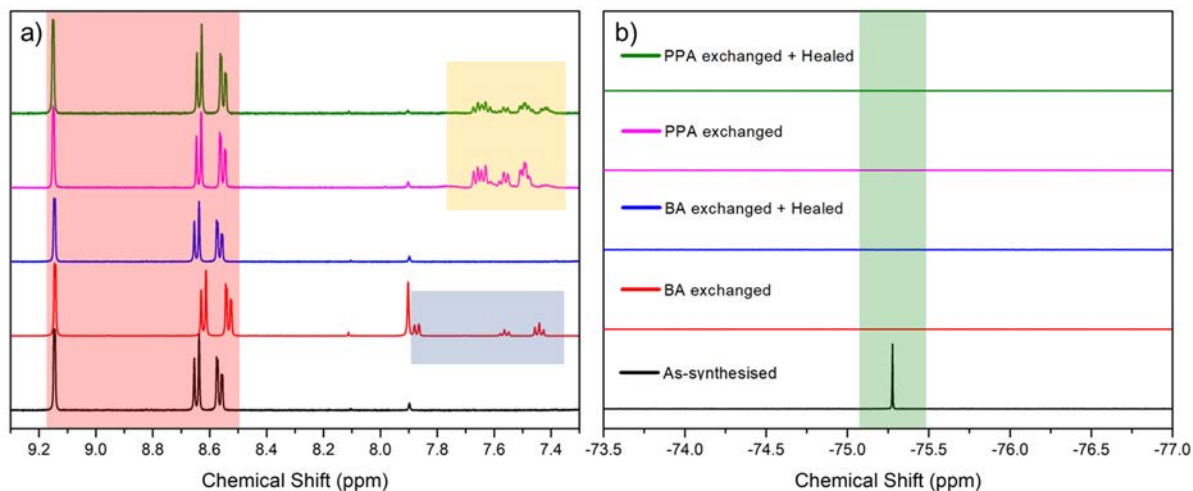 a)
9.2 9.0 8.8 8.6 8.4 8.2 8.0 7.8 7.6 7.4
Chemical Shift (ppm)
b)
PPA exchanged + Healed
PPA exchanged
BA exchanged + Healed
BA exchanged
As-synthesised
-73.5 -74.0 -74.5 -75.0 -75.5 -76.0 -76.5 -77.0
Chemical Shift (ppm)